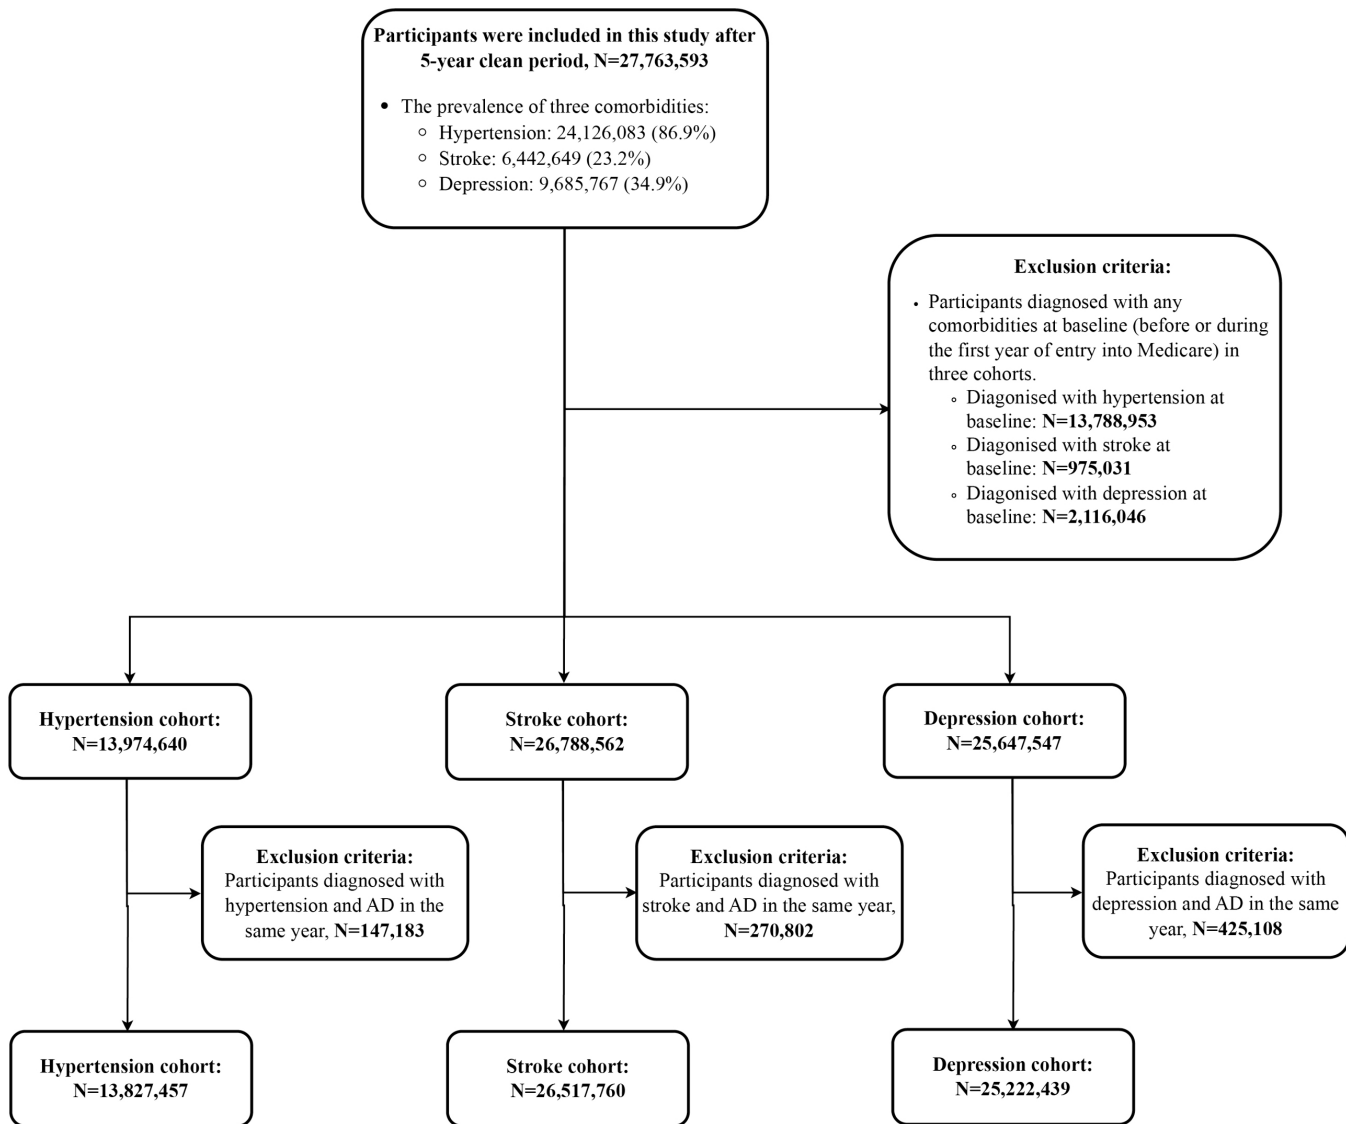 Participants were included in this study after
5-year clean period, N=27,763,593
• The prevalence of three comorbidities:
○ Hypertension: 24,126,083 (86.9%)
○ Stroke: 6,442,649 (23.2%)
○ Depression: 9,685,767 (34.9%)
Exclusion criteria:
• Participants diagnosed with any
comorbidities at baseline (before or during
the first year of entry into Medicare) in
three cohorts.
○ Diagonised with hypertension at
baseline: N=13,788,953
○ Diagonised with stroke at
baseline: N=975,031
○ Diagonised with depression at
baseline: N=2,116,046
Hypertension cohort:
N=13,974,640
Stroke cohort:
N=26,788,562
Depression cohort:
N=25,647,547
Exclusion criteria:
Participants diagnosed with
hypertension and AD in the
same year, N=147,183
Exclusion criteria:
Participants diagnosed with
stroke and AD in the same year,
N=270,802
Exclusion criteria:
Participants diagnosed with
depression and AD in the same
year, N=425,108
Hypertension cohort:
N=13,827,457
Stroke cohort:
N=26,517,760
Depression cohort:
N=25,222,439